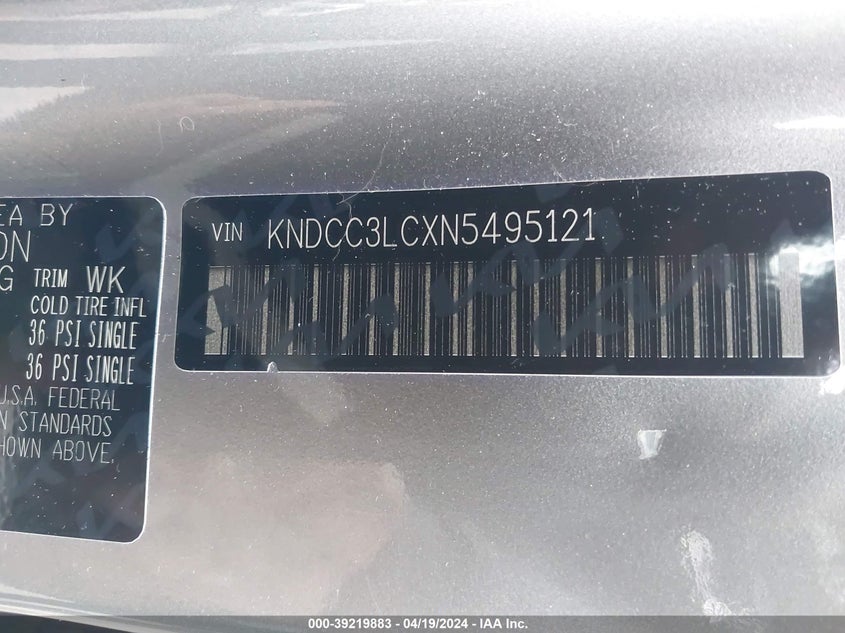 EA BY
ON
G TRIM WK
COLD TIRE INFL
36 PSI SINGLE
36 PSI SINGLE
U.S.A. FEDERAL
N STANDARDS
HOWN ABOVE.
VIN KNDCC3LCXN5495121
000-39219883 - 04/19/2024 - IAA Inc.